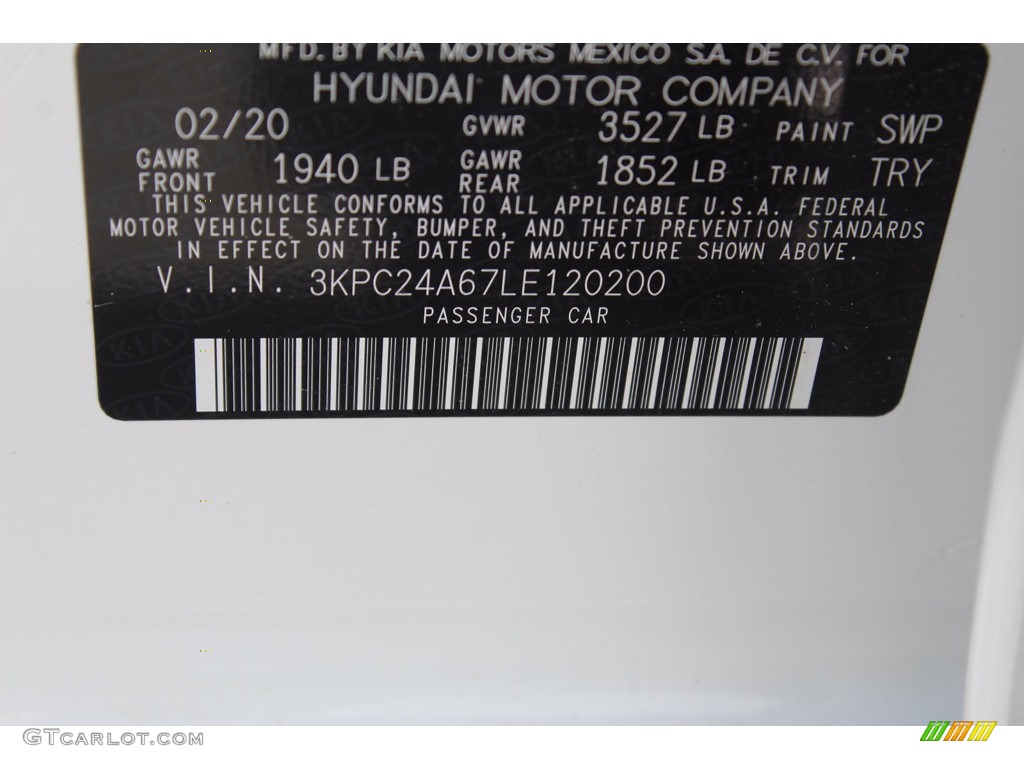 MFD. BY KIA MOTORS MEXICO S.A. DE C.V. FOR
HYUNDAI MOTOR COMPANY
02/20 GVWR 3527 LB PAINT SWP
GAWR FRONT 1940 LB GAWR REAR 1852 LB TRIM TRY
THIS VEHICLE CONFORMS TO ALL APPLICABLE U.S.A. FEDERAL
MOTOR VEHICLE SAFETY, BUMPER, AND THEFT PREVENTION STANDARDS
IN EFFECT ON THE DATE OF MANUFACTURE SHOWN ABOVE.
V.I.N. 3KPC24A67LE120200
PASSENGER CAR
GTCARLOT.COM